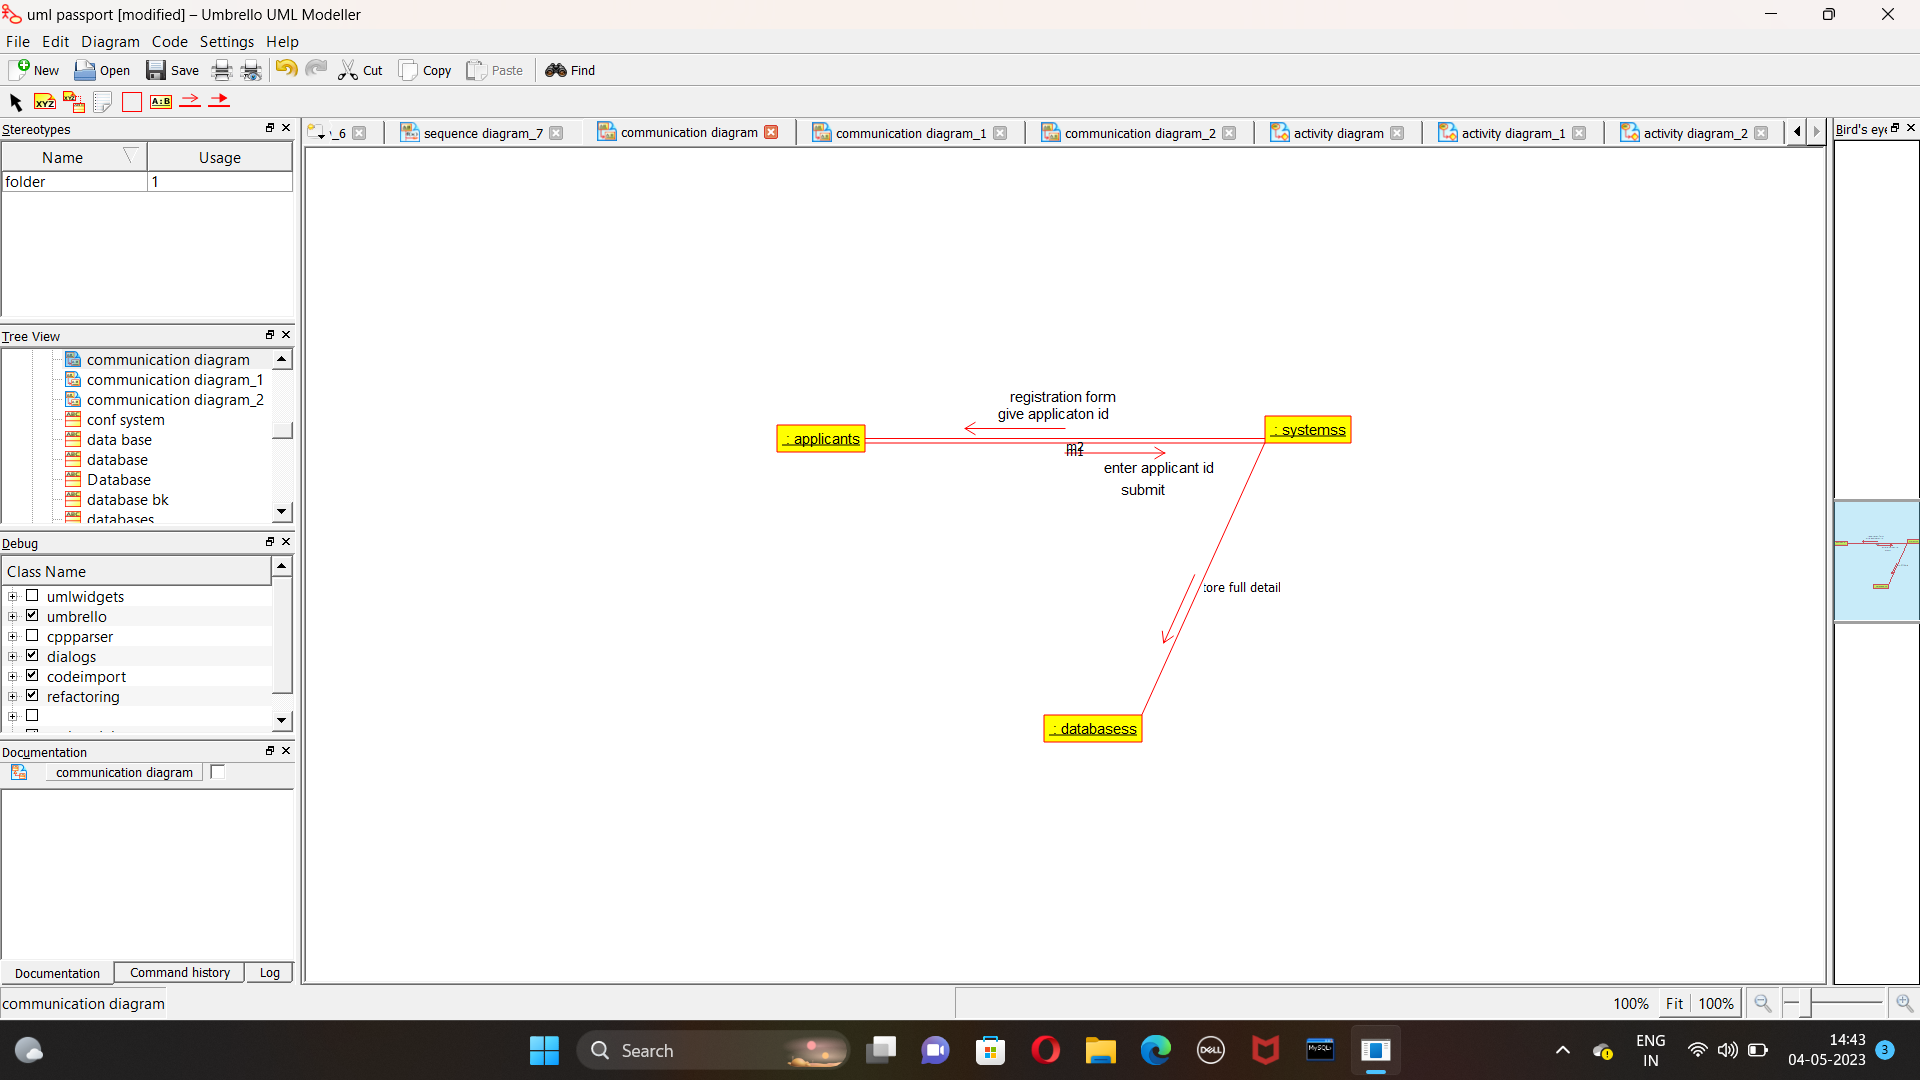 uml passport [modified] – Umbrello UML Modeller
File Edit Diagram Code Settings Help
New Open Save Cut Copy Paste Find
XYZ XYZ A:B
Stereotypes
Name Usage
folder 1
Tree View
communication diagram
communication diagram_1
communication diagram_2
conf system
data base
database
Database
database bk
databases
Debug
Class Name
umlwidgets
umbrello
cppparser
dialogs
codeimport
refactoring
Documentation
communication diagram
Documentation Command history Log
communication diagram
_6 sequence diagram_7 communication diagram communication diagram_1 communication diagram_2 activity diagram activity diagram_1 activity diagram_2
registration form
give applicaton id
: applicants
: systemss
m2
m1
enter applicant id
submit
tore full detail
: databasess
Bird's eye
100% Fit 100%
Search
DELL
MySQL
ENG
IN
14:43
04-05-2023
3